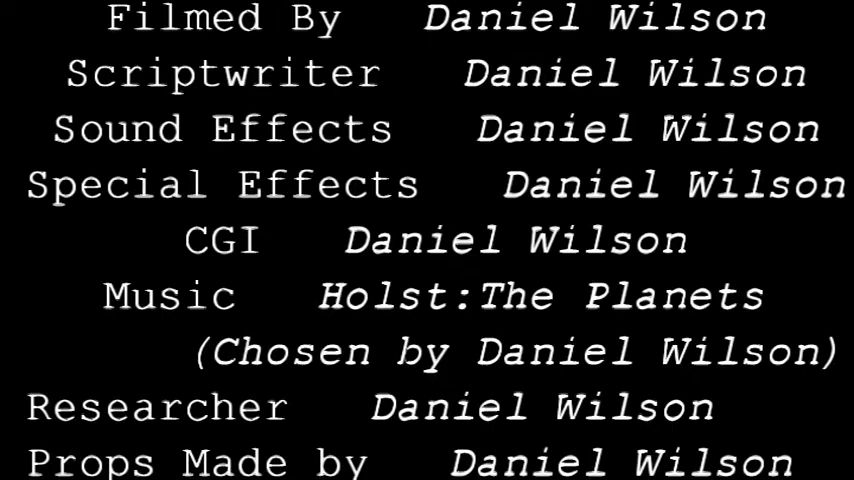 Filmed By Daniel Wilson
Scriptwriter Daniel Wilson
Sound Effects Daniel Wilson
Special Effects Daniel Wilson
CGI Daniel Wilson
Music Holst:The Planets
(Chosen by Daniel Wilson)
Researcher Daniel Wilson
Props Made by Daniel Wilson